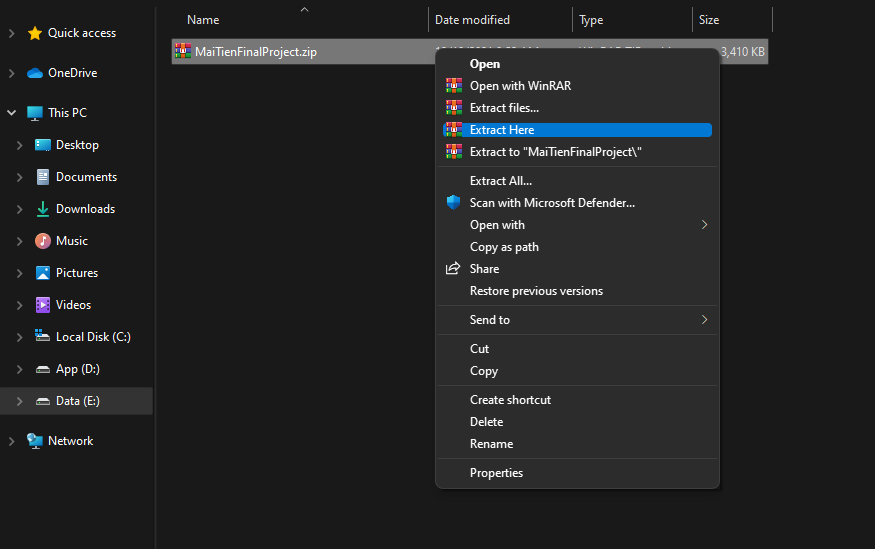 Name Date modified Type Size
Quick access
OneDrive
This PC
Desktop
Documents
Downloads
Music
Pictures
Videos
Local Disk (C:)
App (D:)
Data (E:)
Network
MaiTienFinalProject.zip 3,410 KB
Open
Open with WinRAR
Extract files...
Extract Here
Extract to "MaiTienFinalProject\"
Extract All...
Scan with Microsoft Defender...
Open with
Copy as path
Share
Restore previous versions
Send to
Cut
Copy
Create shortcut
Delete
Rename
Properties